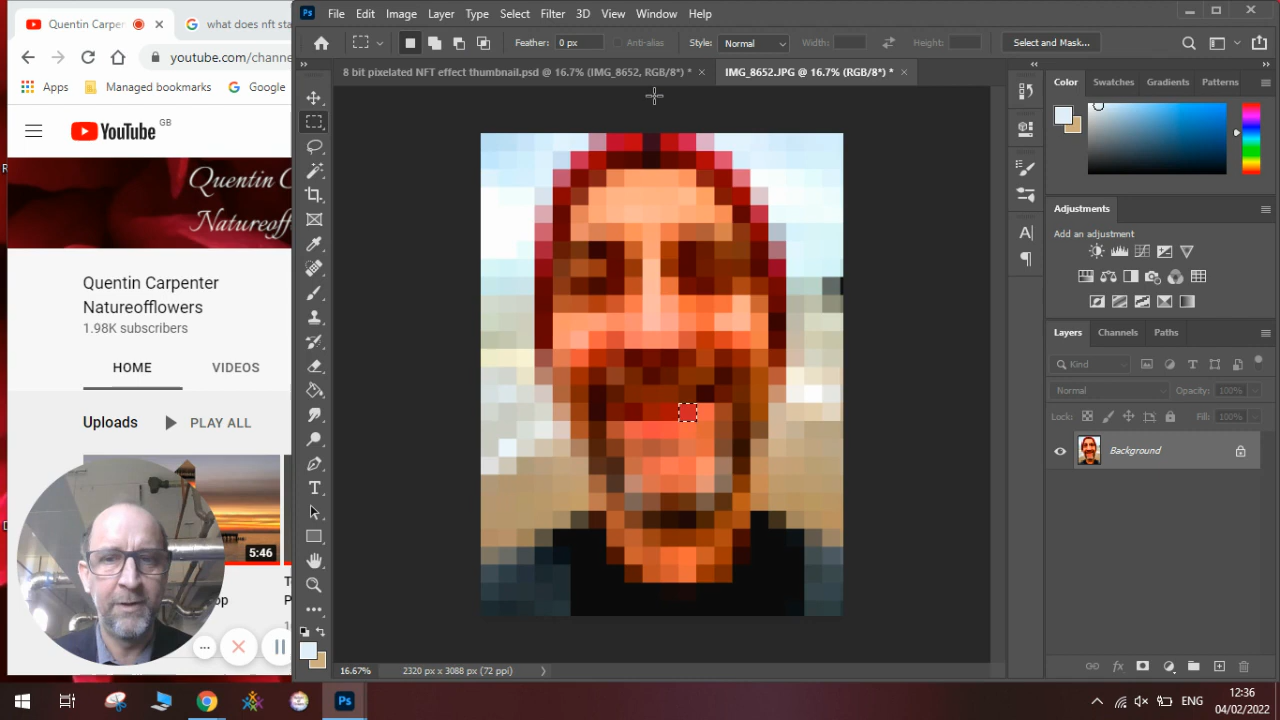 Quentin Carpen
what does nft sta
youtube.com/channe
Apps
Managed bookmarks
Google
YouTube
GB
Quentin C
Natureoff
Quentin Carpenter
Natureofflowers
1.98K subscribers
HOME
VIDEOS
Uploads
PLAY ALL
5:46
Ps
File
Edit
Image
Layer
Type
Select
Filter
3D
View
Window
Help
Feather:
0 px
Anti-alias
Style:
Normal
Width:
Height:
Select and Mask...
8 bit pixelated NFT effect thumbnail.psd @ 16.7% (IMG_8652, RGB/8*) *
IMG_8652.JPG @ 16.7% (RGB/8*) *
16.67%
2320 px x 3088 px (72 ppi)
Color
Swatches
Gradients
Patterns
Adjustments
Add an adjustment
Layers
Channels
Paths
Kind
Normal
Opacity:
100%
Lock:
Fill:
100%
Background
fx
Ps
ENG
12:36
04/02/2022